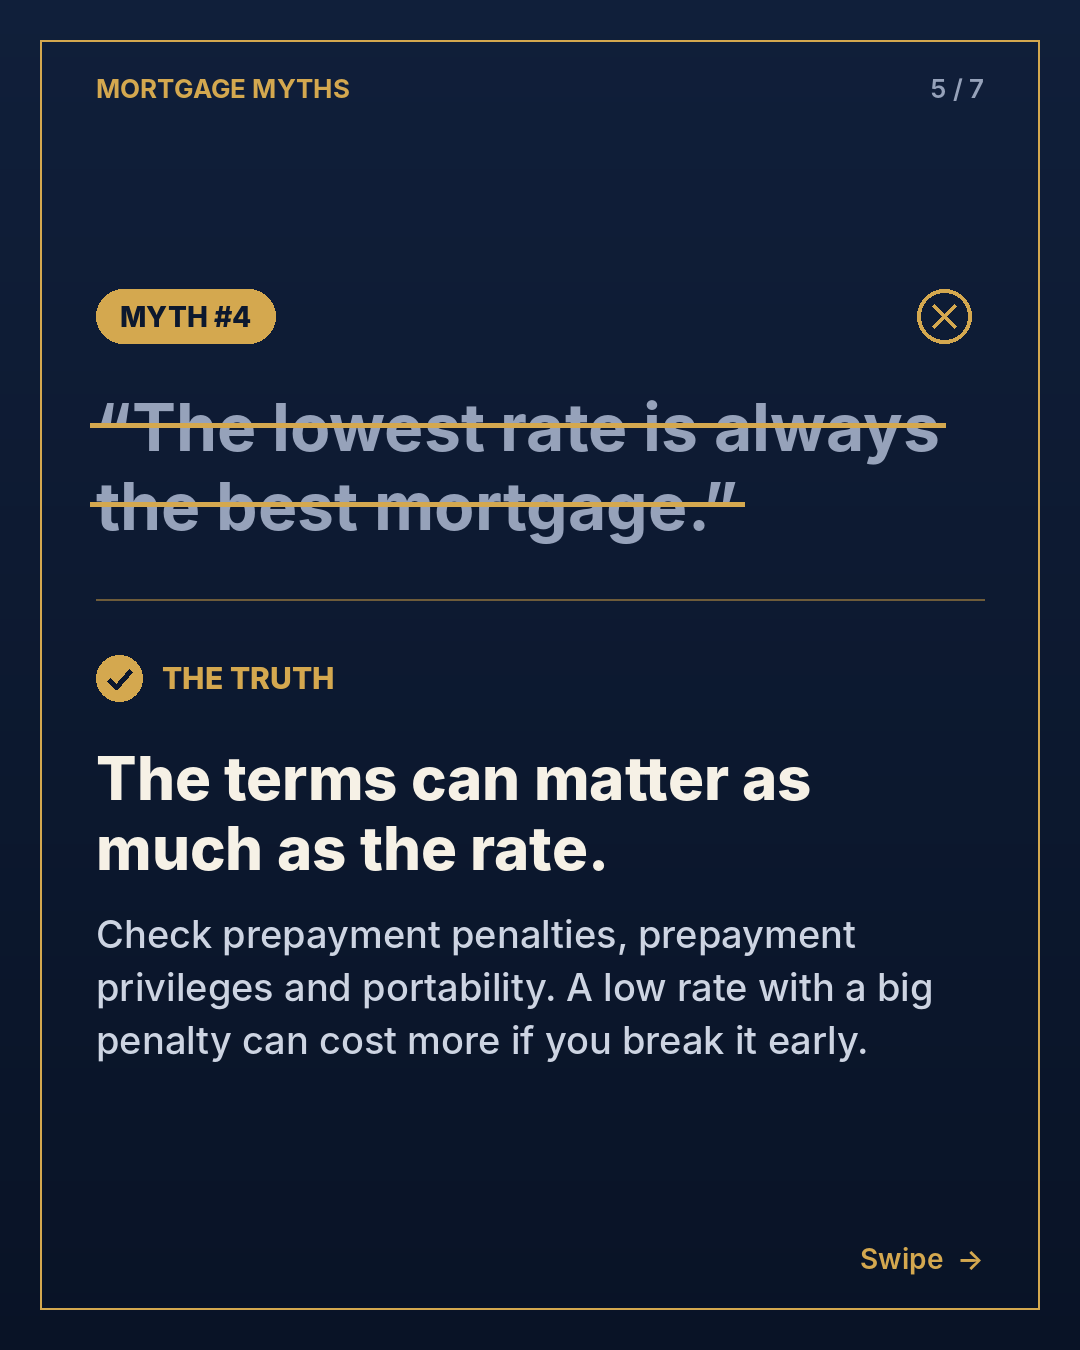 MORTGAGE MYTHS
5 / 7
MYTH #4
“The lowest rate is always
the best mortgage.”
THE TRUTH
The terms can matter as
much as the rate.
Check prepayment penalties, prepayment
privileges and portability. A low rate with a big
penalty can cost more if you break it early.
Swipe →